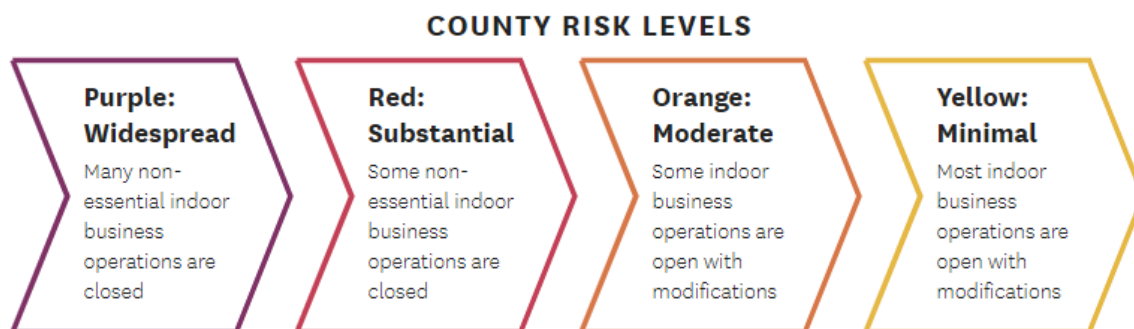 COUNTY RISK LEVELS
Purple:
Widespread
Many non-
essential indoor
business
operations are
closed
Red:
Substantial
Some non-
essential indoor
business
operations are
closed
Orange:
Moderate
Some indoor
business
operations are
open with
modifications
Yellow:
Minimal
Most indoor
business
operations are
open with
modifications